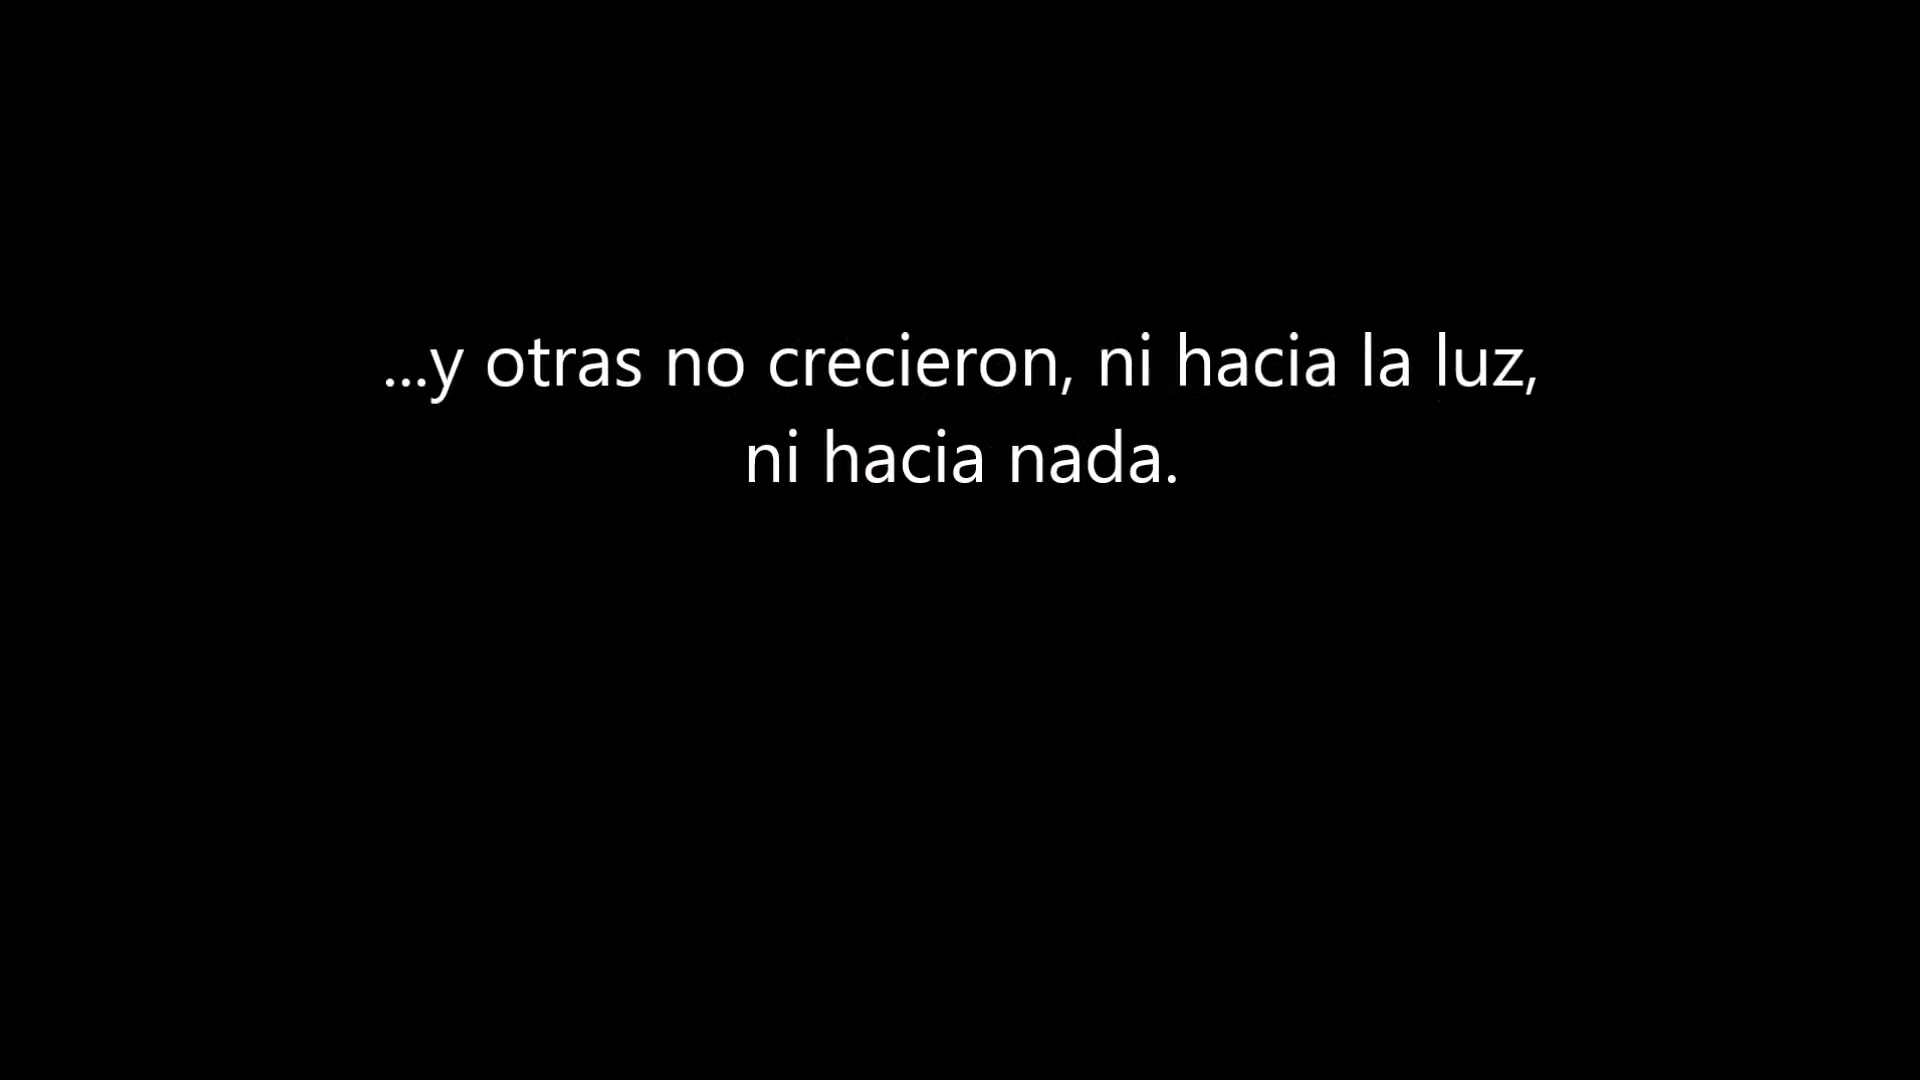 ...y otras no crecieron, ni hacia la luz,
ni hacia nada.